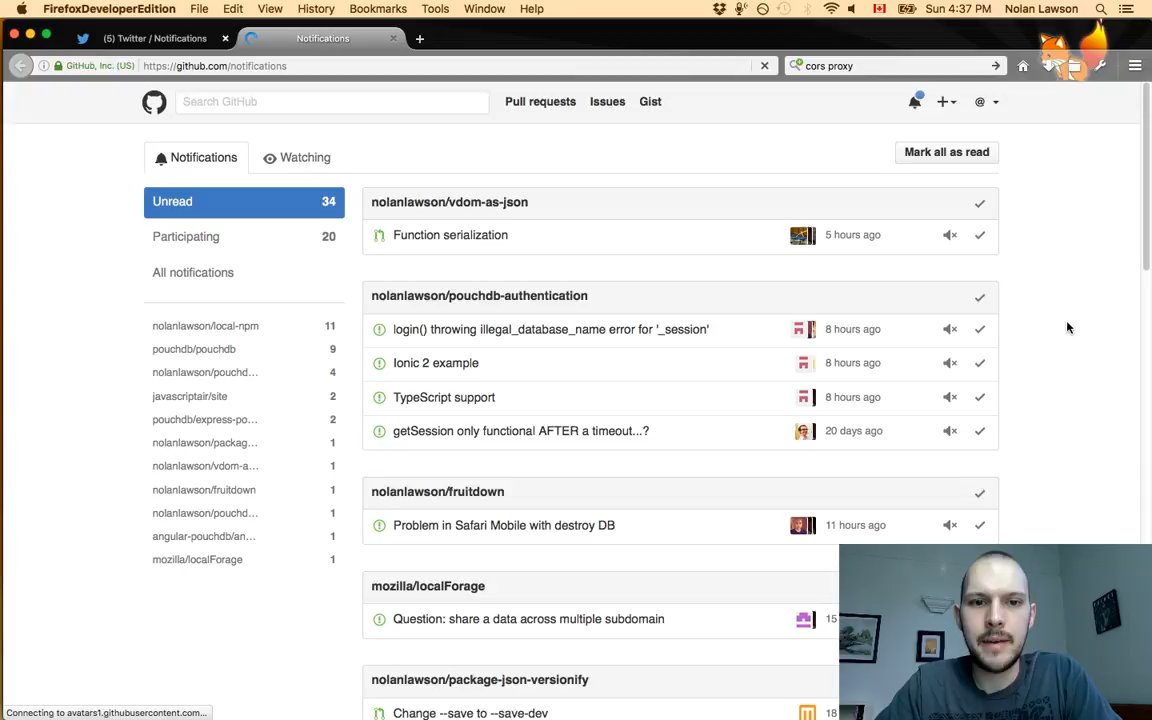 FirefoxDeveloperEdition File Edit View History Bookmarks Tools Window Help Sun 4:37 PM Nolan Lawson
(5) Twitter / Notifications Notifications
GitHub, Inc. (US) https://github.com/notifications cors proxy
Search GitHub Pull requests Issues Gist @
Notifications Watching Mark all as read
Unread 34
Participating 20
All notifications
nolanlawson/local-npm 11
pouchdb/pouchdb 9
nolanlawson/pouchd... 4
javascriptair/site 2
pouchdb/express-po... 2
nolanlawson/packag... 1
nolanlawson/vdom-a... 1
nolanlawson/fruitdown 1
nolanlawson/pouchd... 1
angular-pouchdb/an... 1
mozilla/localForage 1
nolanlawson/vdom-as-json
Function serialization 5 hours ago
nolanlawson/pouchdb-authentication
login() throwing illegal_database_name error for '_session' 8 hours ago
Ionic 2 example 8 hours ago
TypeScript support 8 hours ago
getSession only functional AFTER a timeout...? 20 days ago
nolanlawson/fruitdown
Problem in Safari Mobile with destroy DB 11 hours ago
mozilla/localForage
Question: share a data across multiple subdomain 15
nolanlawson/package-json-versionify
Change --save to --save-dev 18
Connecting to avatars1.githubusercontent.com...